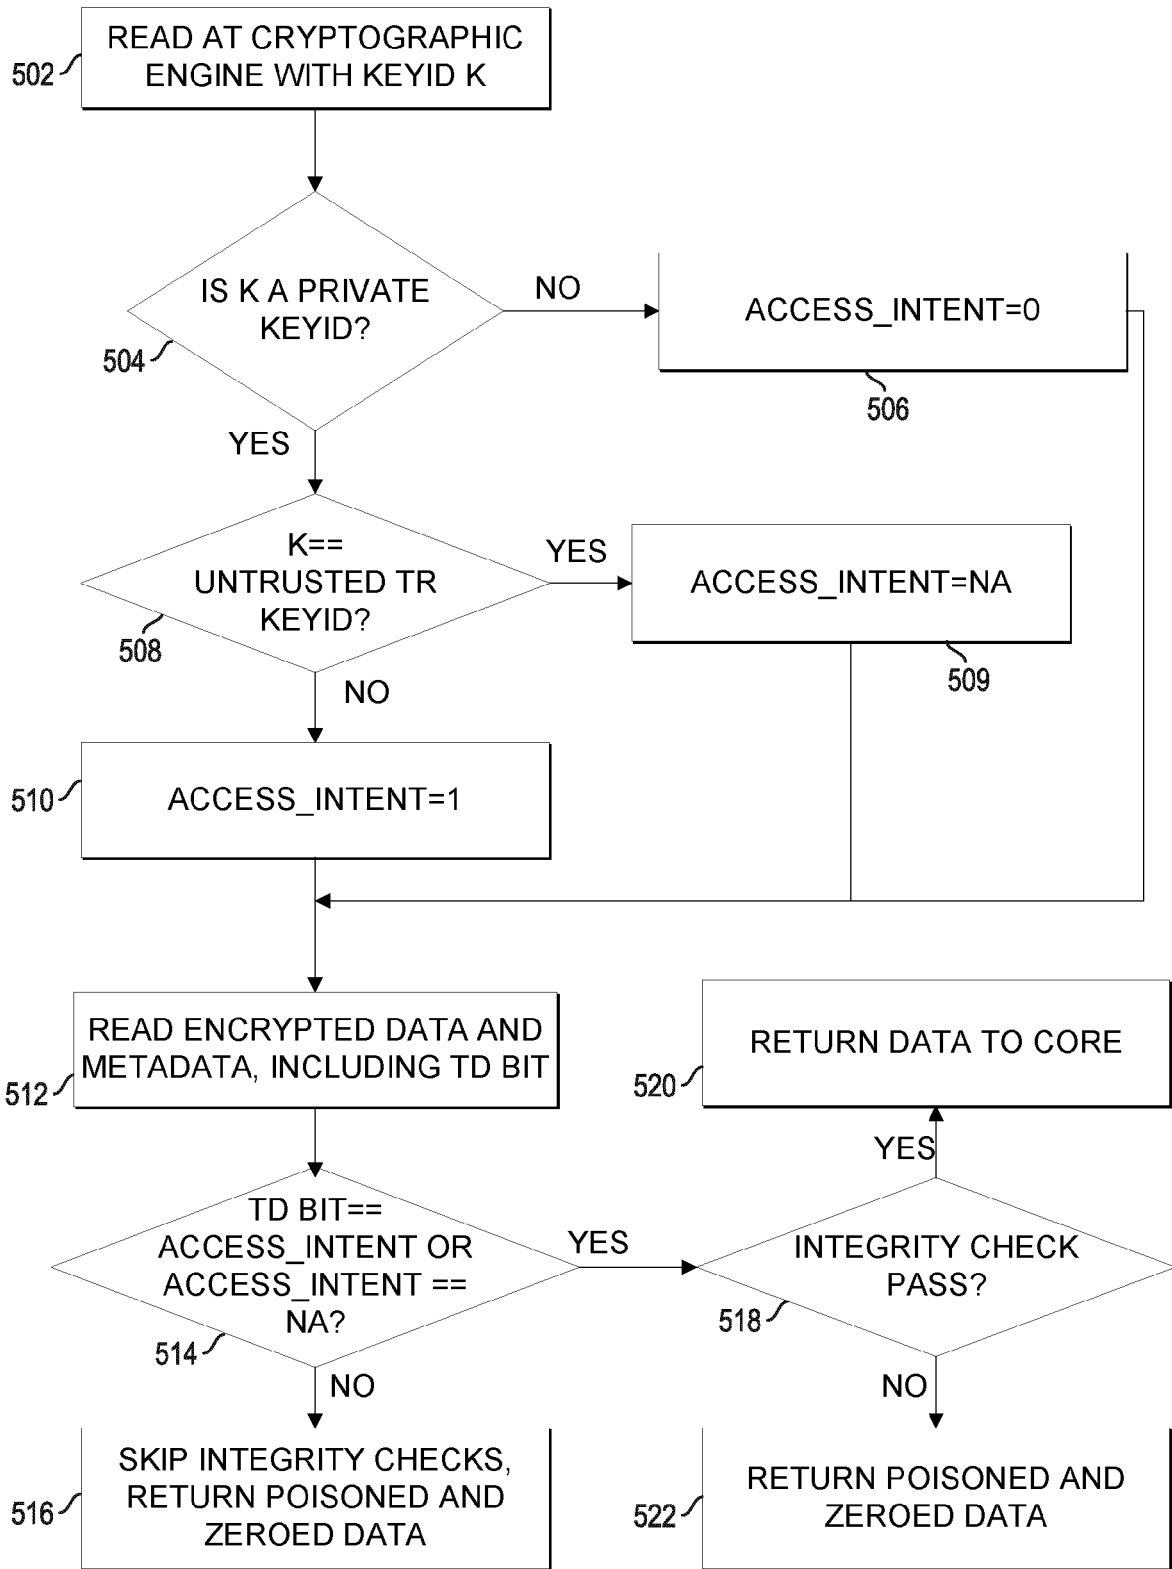 READ AT CRYPTOGRAPHIC
ENGINE WITH KEYID K
502
IS K A PRIVATE
KEYID?
504
NO
ACCESS_INTENT=0
506
YES
K==
UNTRUSTED TR
KEYID?
508
YES
ACCESS_INTENT=NA
509
NO
ACCESS_INTENT=1
510
READ ENCRYPTED DATA AND
METADATA, INCLUDING TD BIT
512
RETURN DATA TO CORE
520
YES
TD BIT==
ACCESS_INTENT OR
ACCESS_INTENT ==
NA?
514
YES
INTEGRITY CHECK
PASS?
518
NO
NO
SKIP INTEGRITY CHECKS,
RETURN POISONED AND
ZEROED DATA
516
RETURN POISONED AND
ZEROED DATA
522